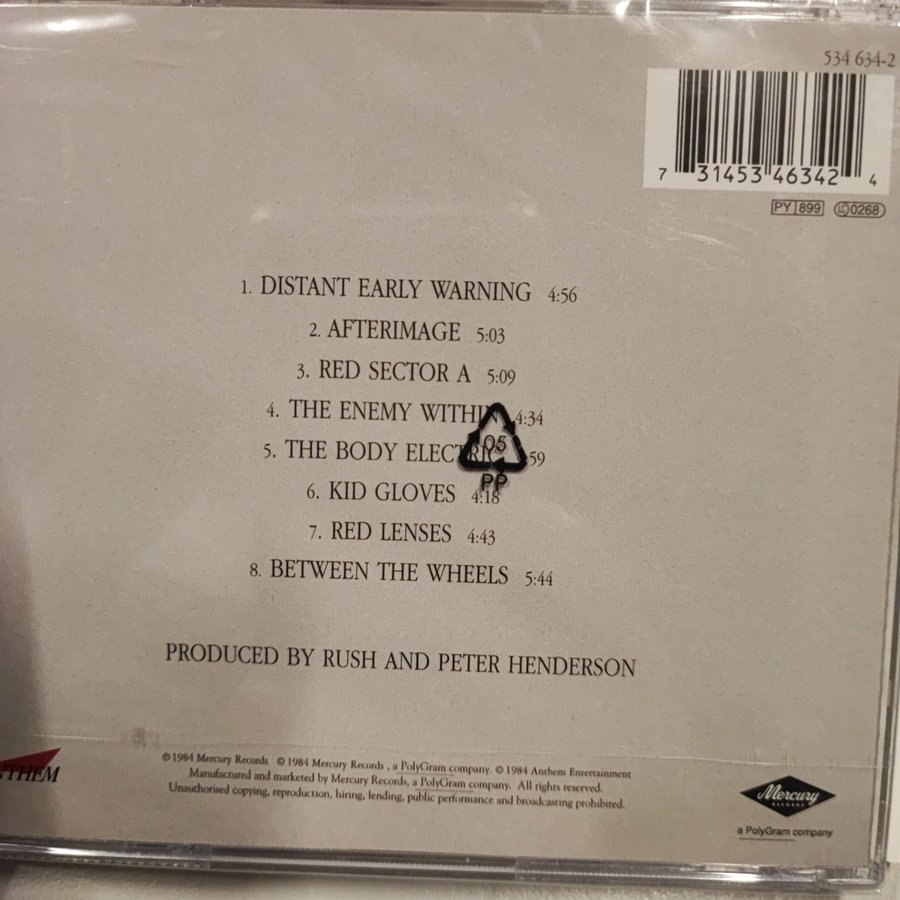 534 634-2
7 31453 46342 4
PY 899 LC 0268
1. DISTANT EARLY WARNING 4:56
2. AFTERIMAGE 5:03
3. RED SECTOR A 5:09
4. THE ENEMY WITHIN 4:34
05
5. THE BODY ELECTRIC :59
PP
6. KID GLOVES 4:18
7. RED LENSES 4:43
8. BETWEEN THE WHEELS 5:44
PRODUCED BY RUSH AND PETER HENDERSON
℗ 1984 Mercury Records © 1984 Mercury Records , a PolyGram company. © 1984 Anthem Entertainment
Manufactured and marketed by Mercury Records, a PolyGram company. All rights reserved.
Unauthorised copying, reproduction, hiring, lending, public performance and broadcasting prohibited.
NTHEM
Mercury
RECORDS
a PolyGram company